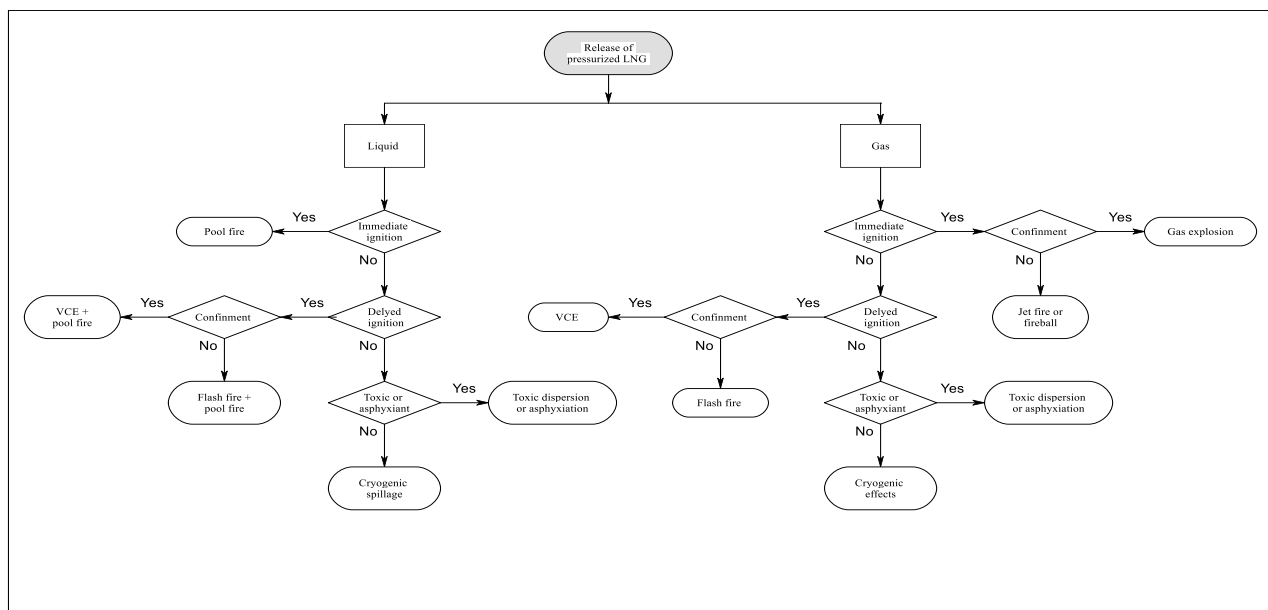 Release of
pressurized LNG
Liquid
Gas
Yes
Pool fire
Immediate
ignition
No
Immediate
ignition
Yes
Confinment
Yes
Gas explosion
No
No
Jet fire or
fireball
VCE +
pool fire
Yes
Confinment
Yes
Delyed
ignition
No
No
Flash fire +
pool fire
VCE
Yes
Confinment
Yes
Delyed
ignition
No
No
Flash fire
Toxic or
asphyxiant
Yes
Toxic dispersion
or asphyxiation
No
Cryogenic
spillage
Toxic or
asphyxiant
Yes
Toxic dispersion
or asphyxiation
No
Cryogenic
effects